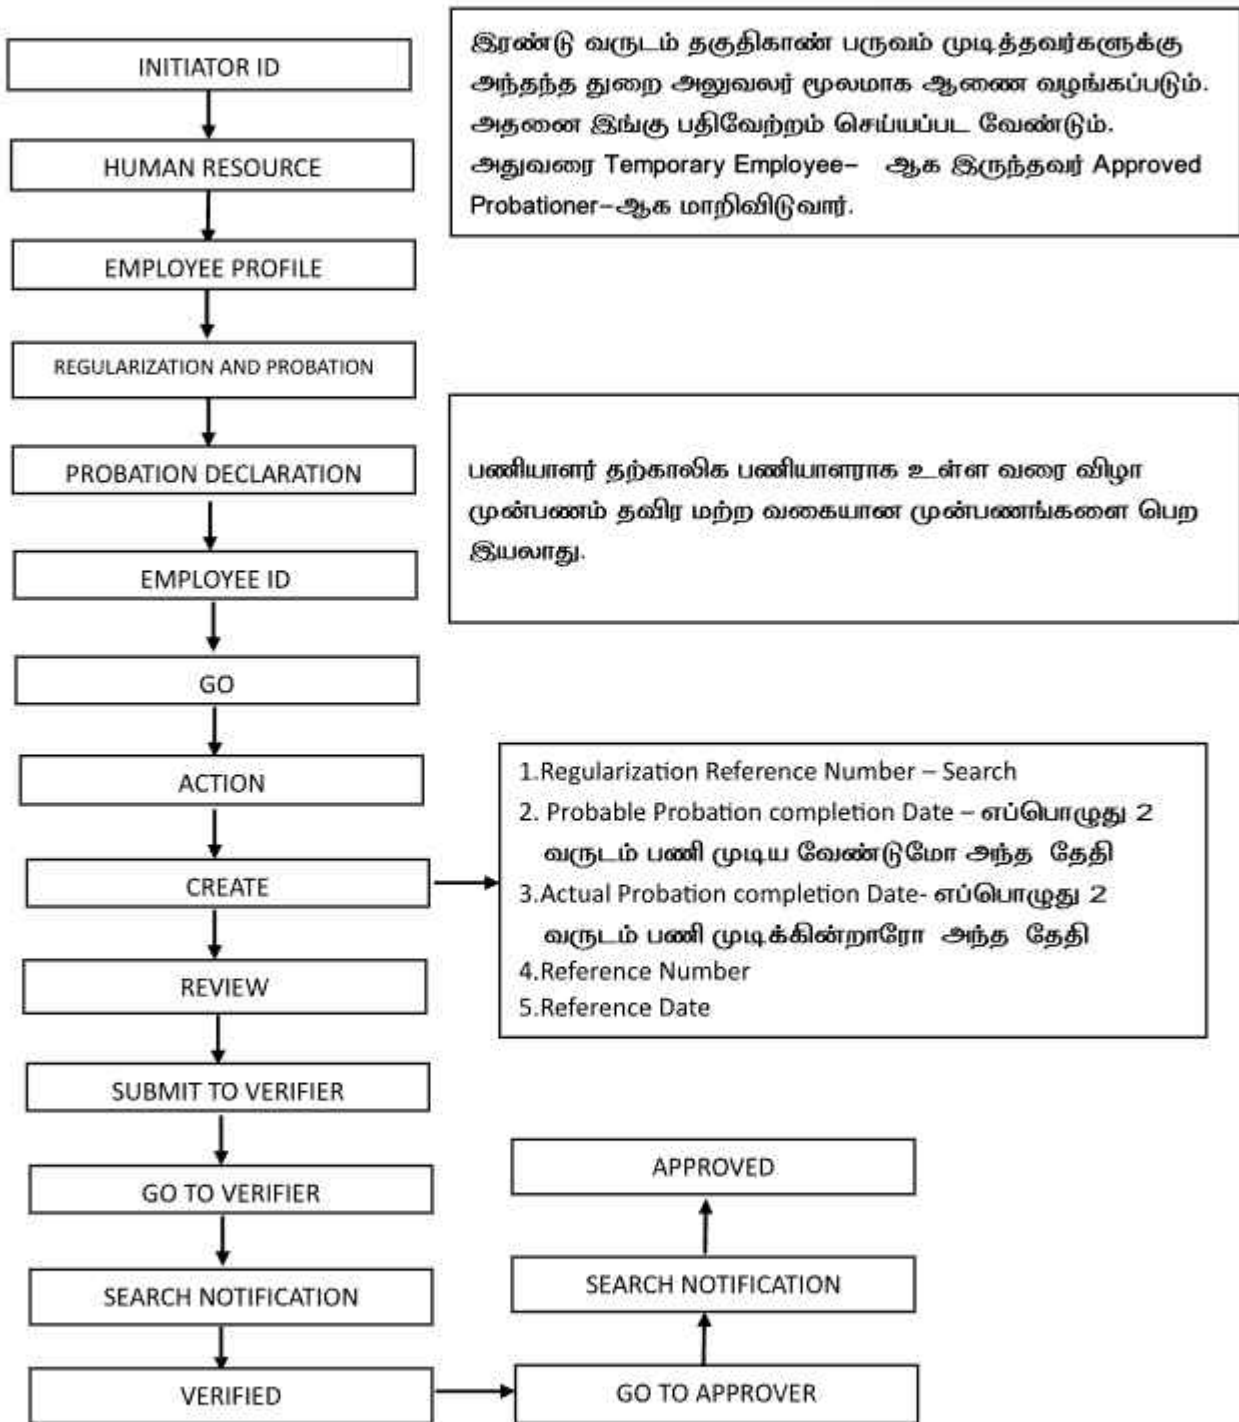 INITIATOR ID
HUMAN RESOURCE
EMPLOYEE PROFILE
REGULARIZATION AND PROBATION
PROBATION DECLARATION
EMPLOYEE ID
GO
ACTION
CREATE
REVIEW
SUBMIT TO VERIFIER
GO TO VERIFIER
SEARCH NOTIFICATION
VERIFIED
இரண்டு வருடம் தகுதிகாண் பருவம் முடித்தவர்களுக்கு
அந்தந்த துறை அலுவலர் மூலமாக ஆணை வழங்கப்படும்.
அதனை இங்கு பதிவேற்றம் செய்யப்பட வேண்டும்.
அதுவரை Temporary Employee– ஆக இருந்தவர் Approved
Probationer–ஆக மாறிவிடுவார்.
பணியாளர் தற்காலிக பணியாளராக உள்ள வரை விழா
முன்பணம் தவிர மற்ற வகையான முன்பணங்களை பெற
இயலாது.
1.Regularization Reference Number – Search
2. Probable Probation completion Date – எப்பொழுது 2
வருடம் பணி முடிய வேண்டுமோ அந்த தேதி
3.Actual Probation completion Date- எப்பொழுது 2
வருடம் பணி முடிக்கின்றாரோ அந்த தேதி
4.Reference Number
5.Reference Date
APPROVED
SEARCH NOTIFICATION
GO TO APPROVER